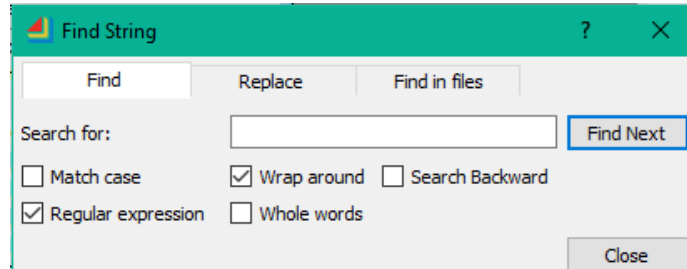 Find String ? ×
Find Replace Find in files
Search for: Find Next
Match case Wrap around Search Backward
Regular expression Whole words
Close